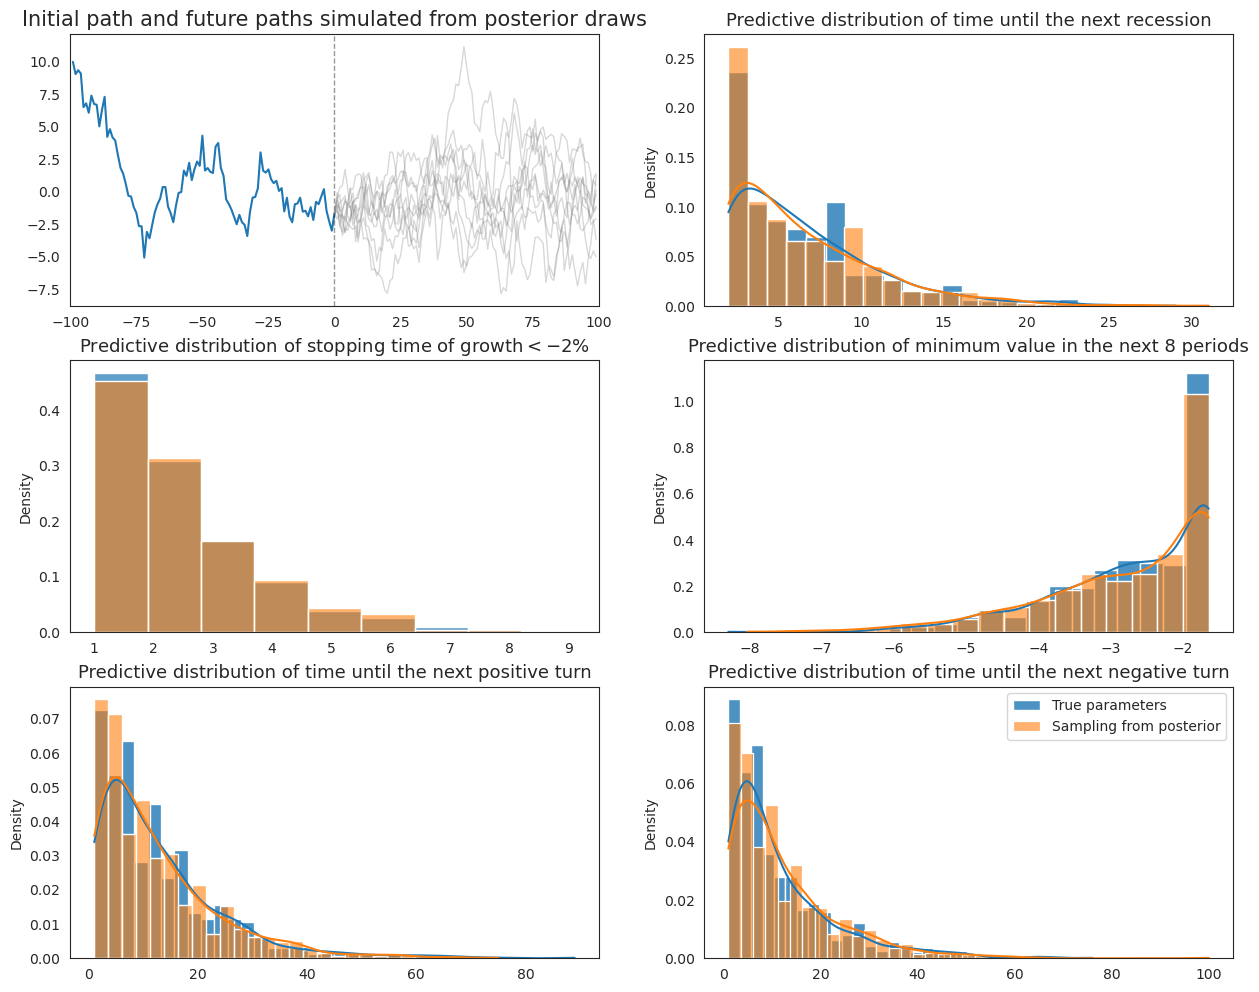 Initial path and future paths simulated from posterior draws
10.0
7.5
5.0
2.5
0.0
−2.5
−5.0
−7.5
−100 −75 −50 −25 0 25 50 75 100
Predictive distribution of time until the next recession
Density
0.25
0.20
0.15
0.10
0.05
0.00
5 10 15 20 25 30
Predictive distribution of stopping time of growth < −2%
Density
0.4
0.3
0.2
0.1
0.0
1 2 3 4 5 6 7 8 9
Predictive distribution of minimum value in the next 8 periods
Density
1.0
0.8
0.6
0.4
0.2
0.0
−8 −7 −6 −5 −4 −3 −2
Predictive distribution of time until the next positive turn
Density
0.07
0.06
0.05
0.04
0.03
0.02
0.01
0.00
0 20 40 60 80
Predictive distribution of time until the next negative turn
True parameters
Sampling from posterior
Density
0.08
0.06
0.04
0.02
0.00
0 20 40 60 80 100